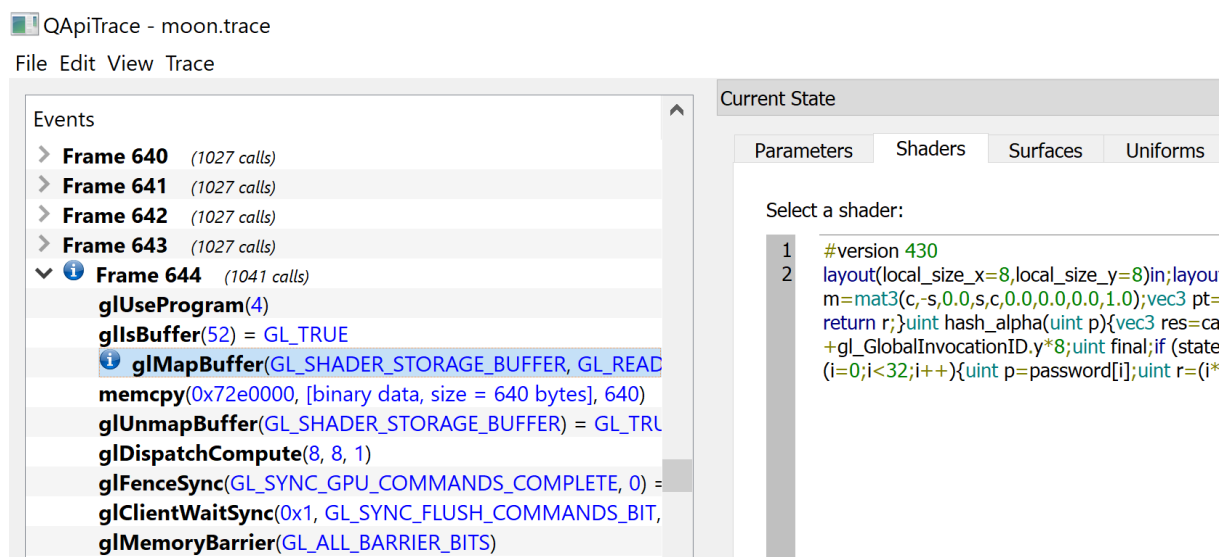 QApiTrace - moon.trace
File Edit View Trace
Events
Frame 640 (1027 calls)
Frame 641 (1027 calls)
Frame 642 (1027 calls)
Frame 643 (1027 calls)
Frame 644 (1041 calls)
glUseProgram(4)
glIsBuffer(52) = GL_TRUE
glMapBuffer(GL_SHADER_STORAGE_BUFFER, GL_READ
memcpy(0x72e0000, [binary data, size = 640 bytes], 640)
glUnmapBuffer(GL_SHADER_STORAGE_BUFFER) = GL_TRU
glDispatchCompute(8, 8, 1)
glFenceSync(GL_SYNC_GPU_COMMANDS_COMPLETE, 0) =
glClientWaitSync(0x1, GL_SYNC_FLUSH_COMMANDS_BIT,
glMemoryBarrier(GL_ALL_BARRIER_BITS)
Current State
Parameters Shaders Surfaces Uniforms
Select a shader:
1 #version 430
2 layout(local_size_x=8,local_size_y=8)in;layou
m=mat3(c,-s,0.0,s,c,0.0,0.0,0.0,1.0);vec3 pt=
return r;}uint hash_alpha(uint p){vec3 res=ca
+gl_GlobalInvocationID.y*8;uint final;if (state
(i=0;i<32;i++){uint p=password[i];uint r=(i*